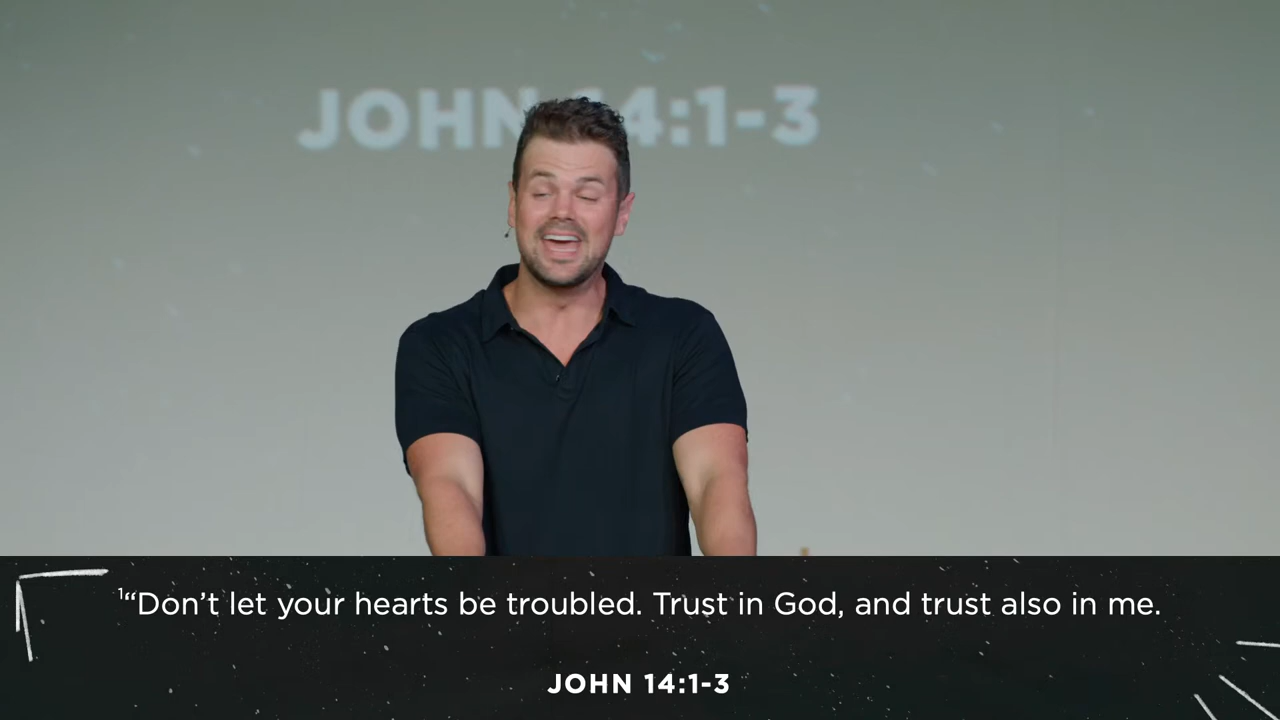 JOHN 14:1-3
¹“Don’t let your hearts be troubled. Trust in God, and trust also in me.
JOHN 14:1-3